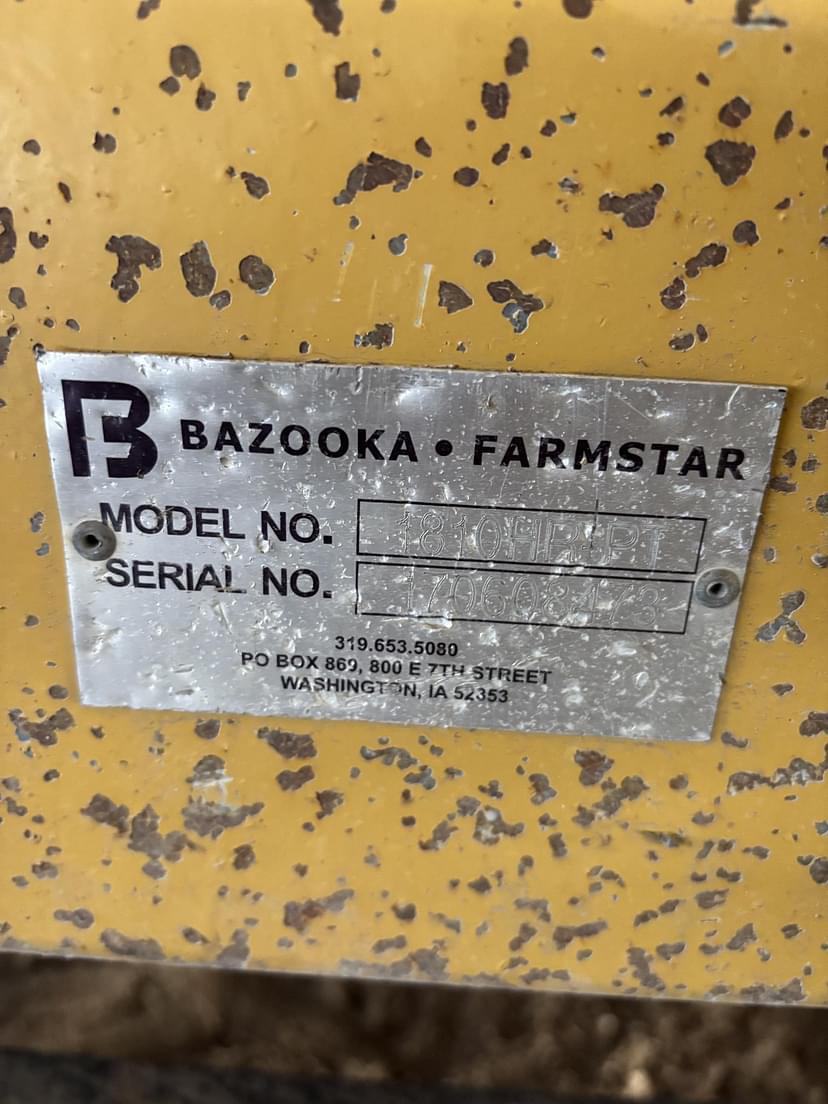 B BAZOOKA • FARMSTAR
MODEL NO.
SERIAL NO.
319.653.5080
PO BOX 869, 800 E 7TH STREET
WASHINGTON, IA 52353